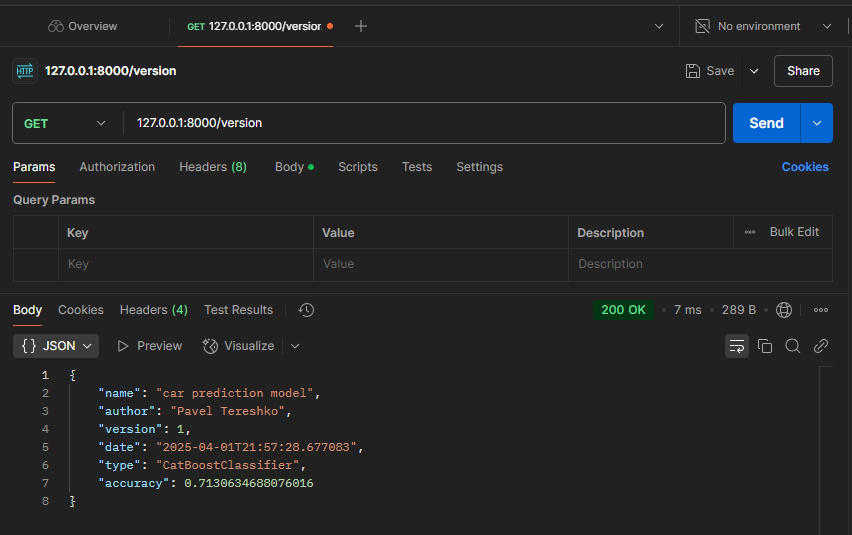 Overview GET 127.0.0.1:8000/version No environment
HTTP 127.0.0.1:8000/version Save Share
GET 127.0.0.1:8000/version Send
Params Authorization Headers (8) Body Scripts Tests Settings Cookies
Query Params
Key Value Description Bulk Edit
Key Value Description
Body Cookies Headers (4) Test Results 200 OK 7 ms 289 B
{} JSON Preview Visualize
1 {
2 "name": "car prediction model",
3 "author": "Pavel Tereshko",
4 "version": 1,
5 "date": "2025-04-01T21:57:28.677083",
6 "type": "CatBoostClassifier",
7 "accuracy": 0.7130634688076016
8 }